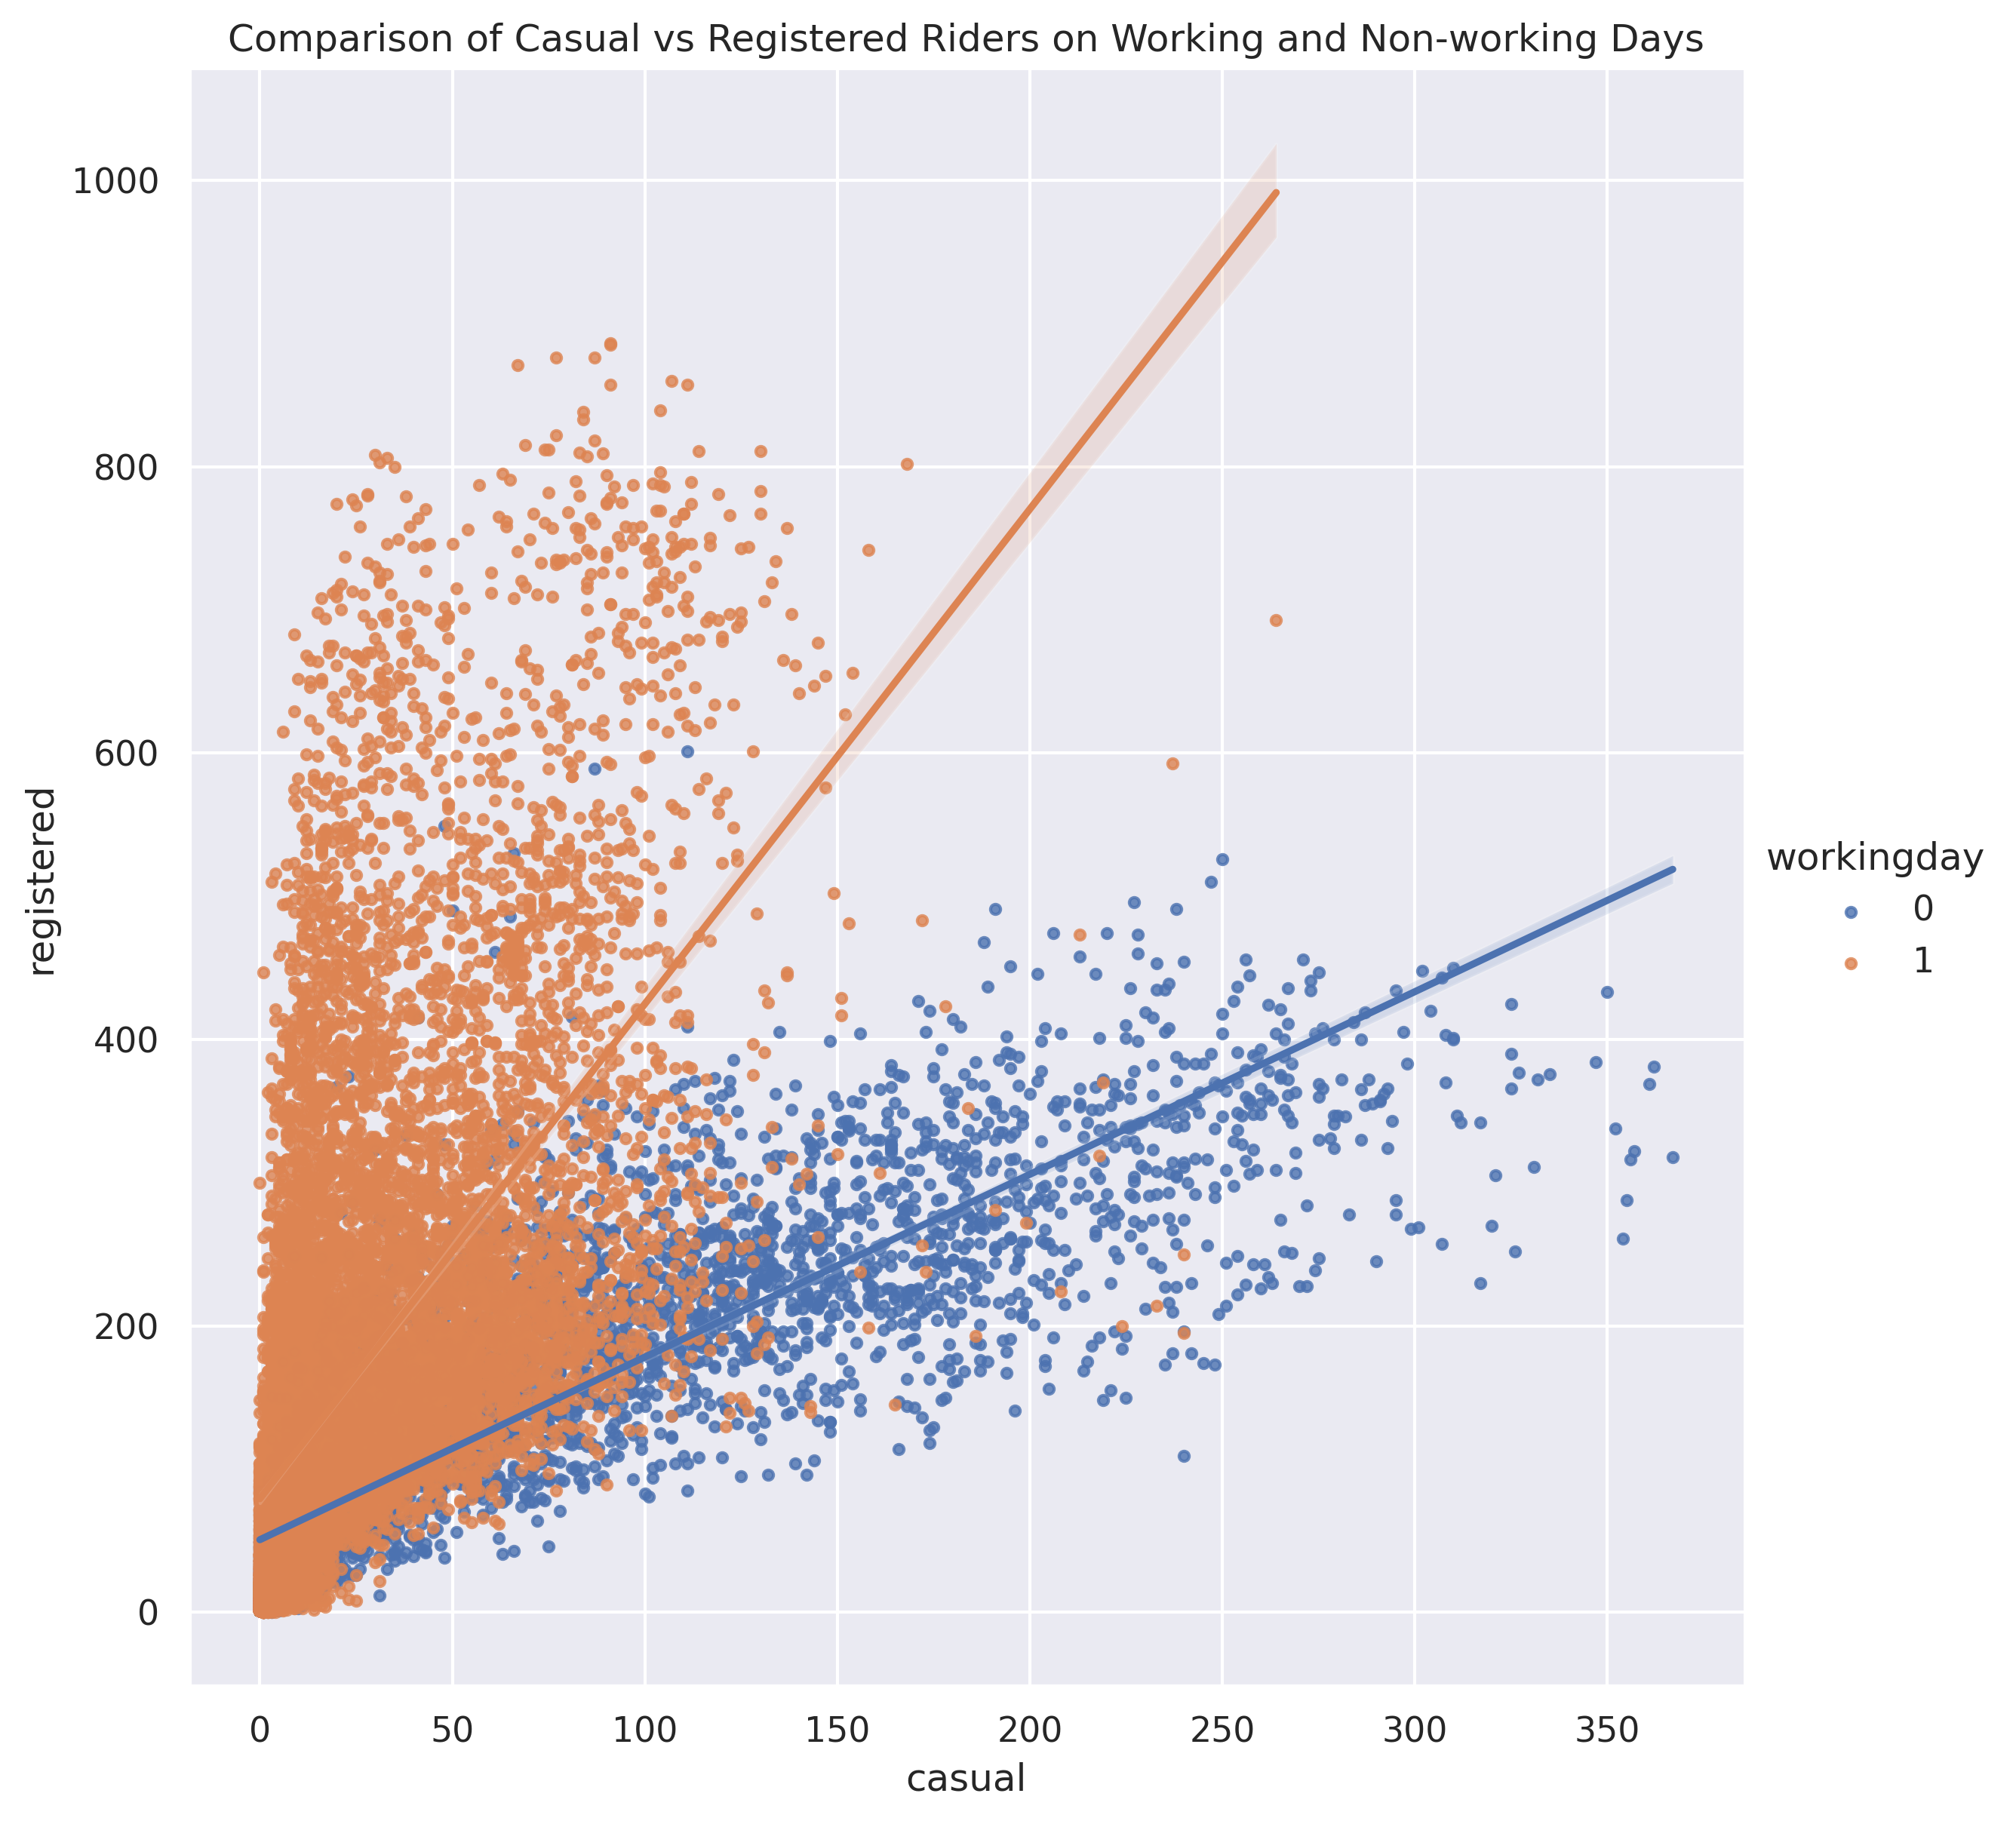 Comparison of Casual vs Registered Riders on Working and Non-working Days
1000
800
600
400
200
0
registered
0 50 100 150 200 250 300 350
casual
workingday
0
1